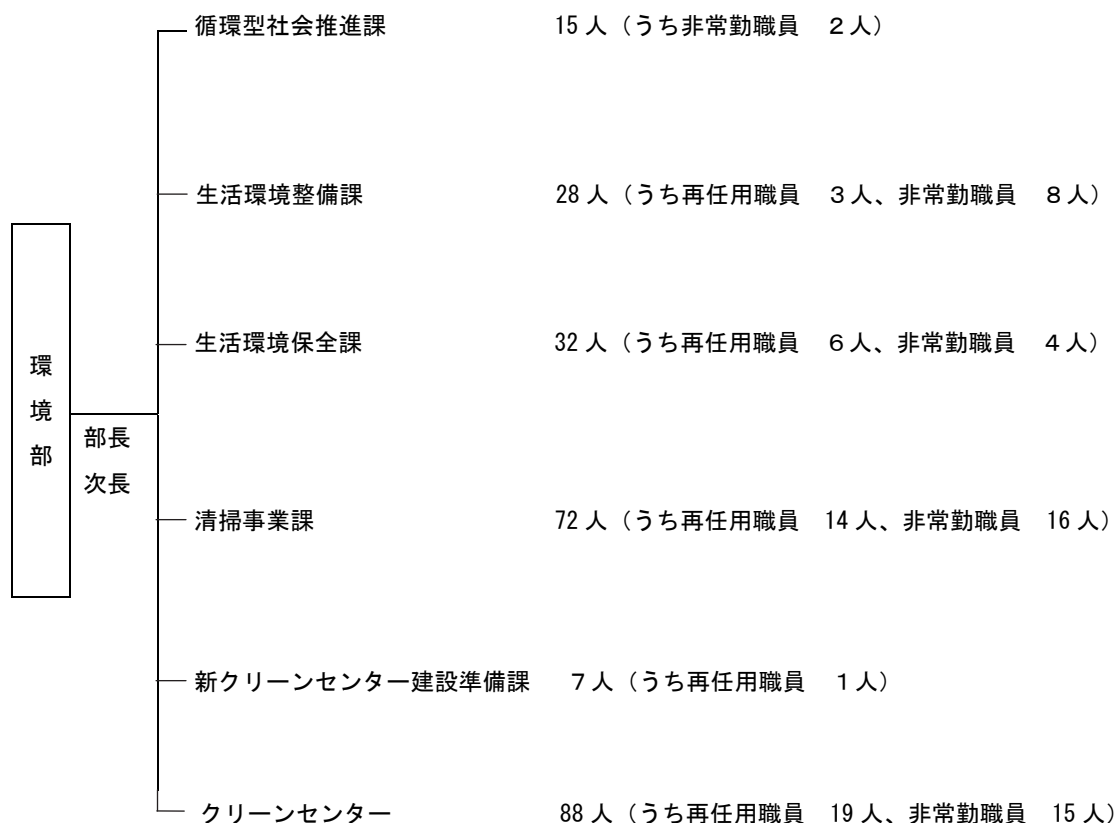 循環型社会推進課 15人（うち非常勤職員 2人）
生活環境整備課 28人（うち再任用職員 3人、非常勤職員 8人）
生活環境保全課 32人（うち再任用職員 6人、非常勤職員 4人）
環境部
部長
次長
清掃事業課 72人（うち再任用職員 14人、非常勤職員 16人）
新クリーンセンター建設準備課 7人（うち再任用職員 1人）
クリーンセンター 88人（うち再任用職員 19人、非常勤職員 15人）